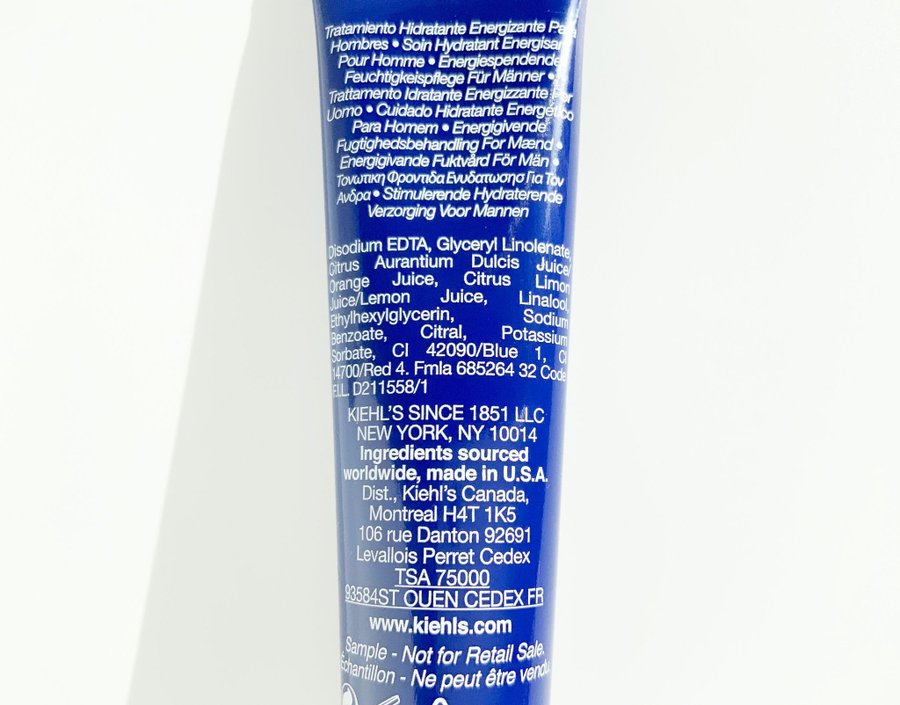 Tratamiento Hidratante Energizante Para
Hombres • Soin Hydratant Energisant
Pour Homme • Energiespendende
Feuchtigkeispflege Für Männer •
Trattamento Idratante Energizzante Per
Uomo • Cuidado Hidratante Energético
Para Homem • Energigivende
Fugtighedsbehandling For Mænd •
Energigivande Fuktvård För Män •
Τονωτικη Φροντιδα Ενυδατωσησ Για Τον
Ανδρα • Stimulerende Hydraterende
Verzorging Voor Mannen
Disodium EDTA, Glyceryl Linolenate,
Citrus Aurantium Dulcis Juice/
Orange Juice, Citrus Limon
Juice/Lemon Juice, Linalool,
Ethylhexylglycerin, Sodium
Benzoate, Citral, Potassium
Sorbate, CI 42090/Blue 1, CI
14700/Red 4. Fmla 685264 32 Code
F.I.L. D211558/1
KIEHL'S SINCE 1851 LLC
NEW YORK, NY 10014
Ingredients sourced
worldwide, made in U.S.A.
Dist., Kiehl's Canada,
Montreal H4T 1K5
106 rue Danton 92691
Levallois Perret Cedex
TSA 75000
93584ST OUEN CEDEX FR
www.kiehls.com
Sample - Not for Retail Sale.
Échantillon - Ne peut être vendu.